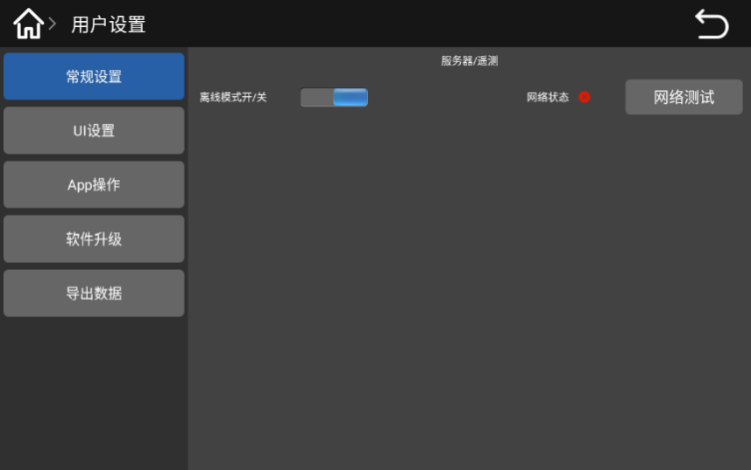 用户设置
常规设置
UI设置
App操作
软件升级
导出数据
服务器/遥测
离线模式开/关
网络状态
网络测试